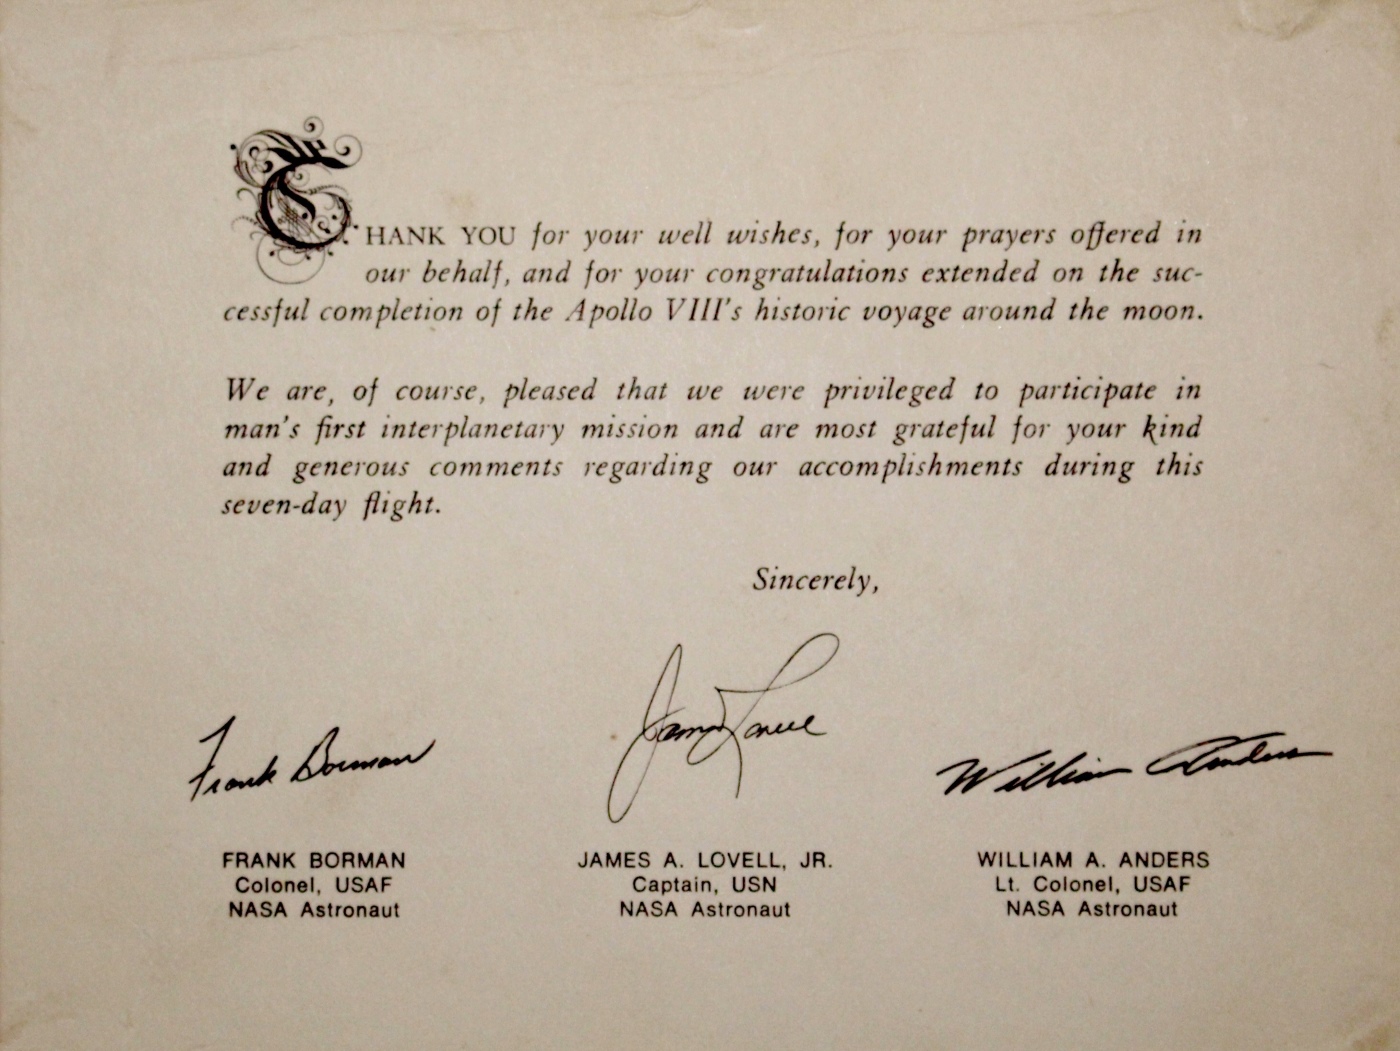 THANK YOU for your well wishes, for your prayers offered in
our behalf, and for your congratulations extended on the suc-
cessful completion of the Apollo VIII's historic voyage around the moon.
We are, of course, pleased that we were privileged to participate in
man's first interplanetary mission and are most grateful for your kind
and generous comments regarding our accomplishments during this
seven-day flight.
Sincerely,
Frank Borman
James Lovell
William Anders
FRANK BORMAN
Colonel, USAF
NASA Astronaut
JAMES A. LOVELL, JR.
Captain, USN
NASA Astronaut
WILLIAM A. ANDERS
Lt. Colonel, USAF
NASA Astronaut